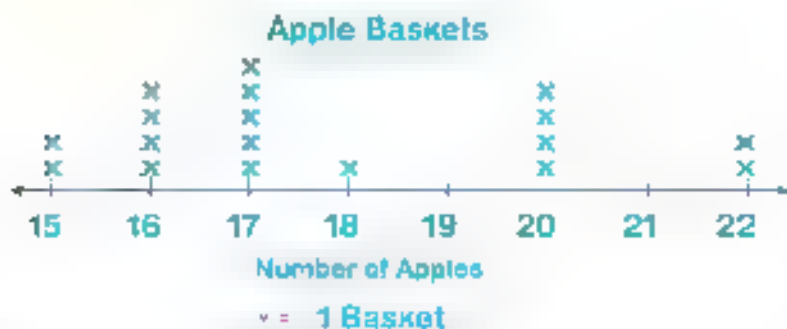 Apple Baskets
15 16 17 18 19 20 21 22
Number of Apples
x = 1 Basket